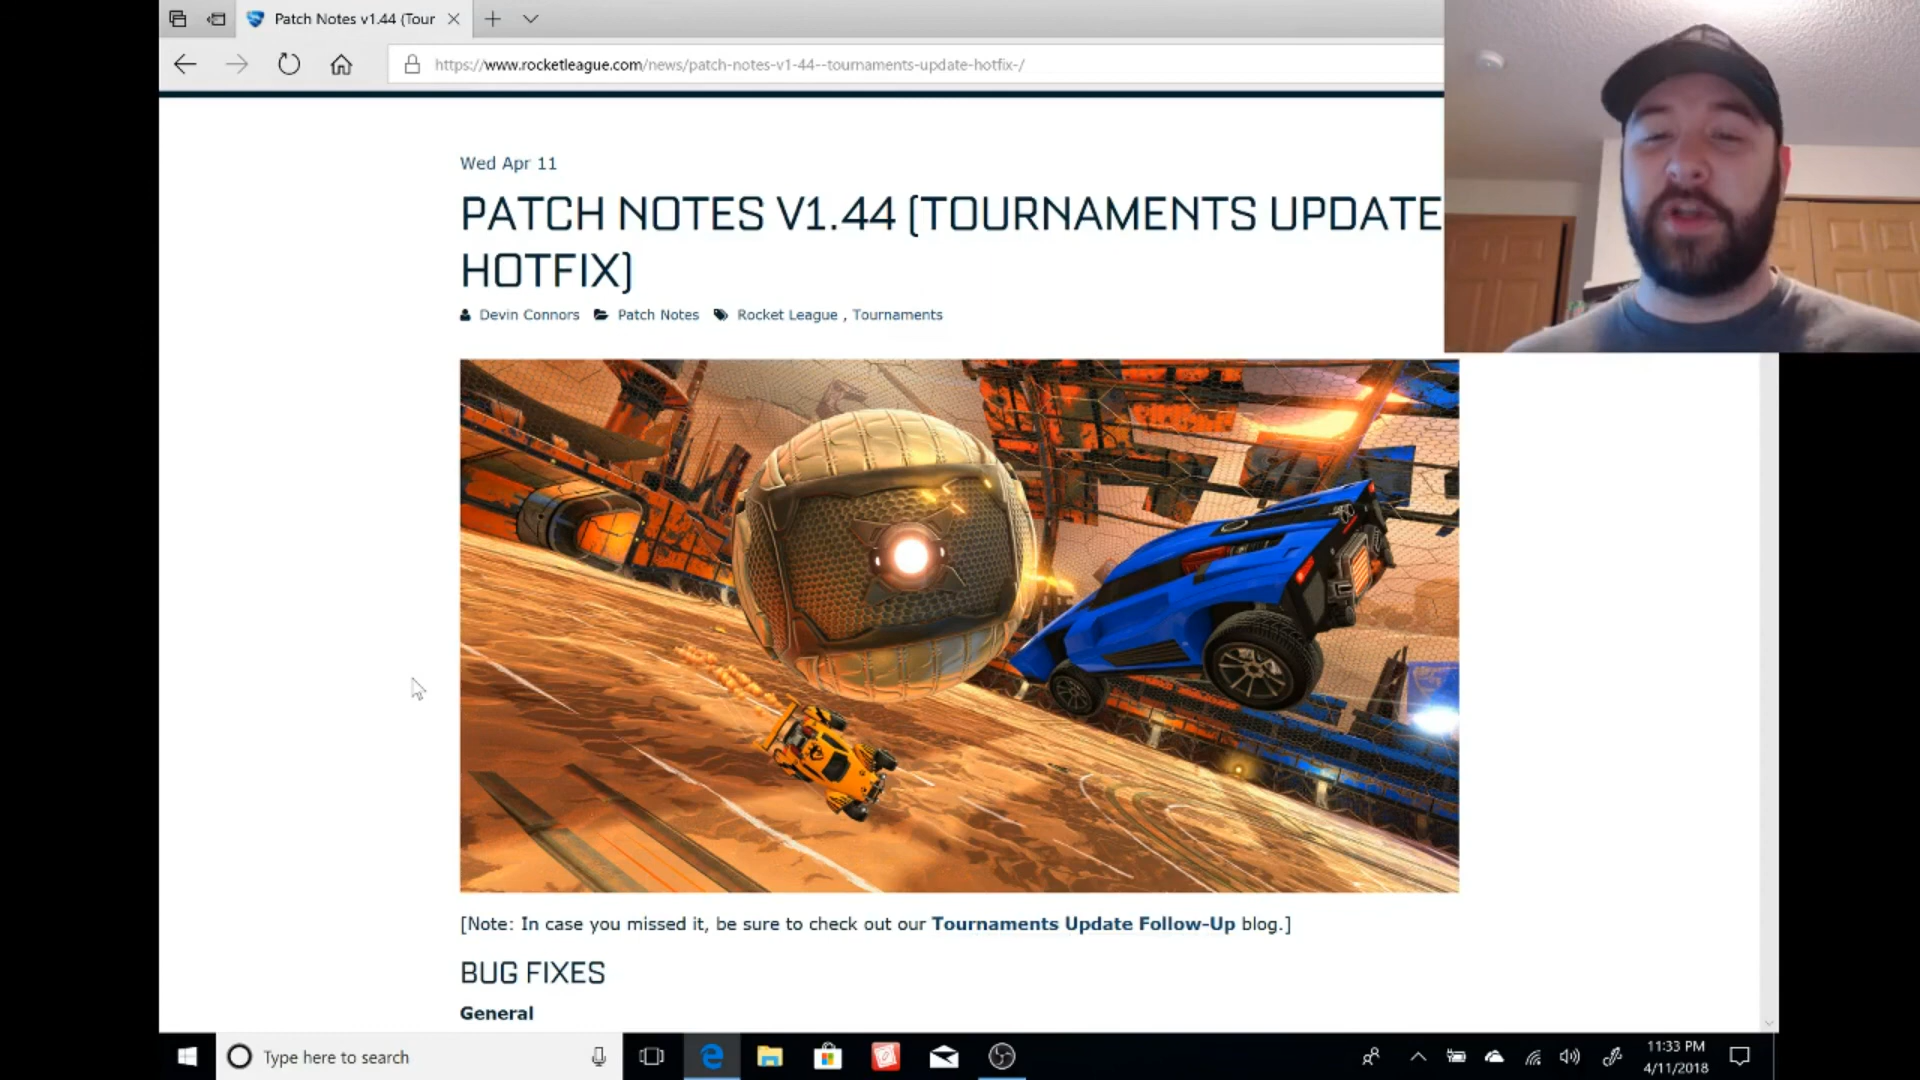 Patch Notes v1.44 (Tour
https://www.rocketleague.com/news/patch-notes-v1-44--tournaments-update-hotfix-/
Wed Apr 11
PATCH NOTES V1.44 (TOURNAMENTS UPDATE
HOTFIX)
Devin Connors Patch Notes Rocket League , Tournaments
[Note: In case you missed it, be sure to check out our Tournaments Update Follow-Up blog.]
BUG FIXES
General
Type here to search
11:33 PM
4/11/2018